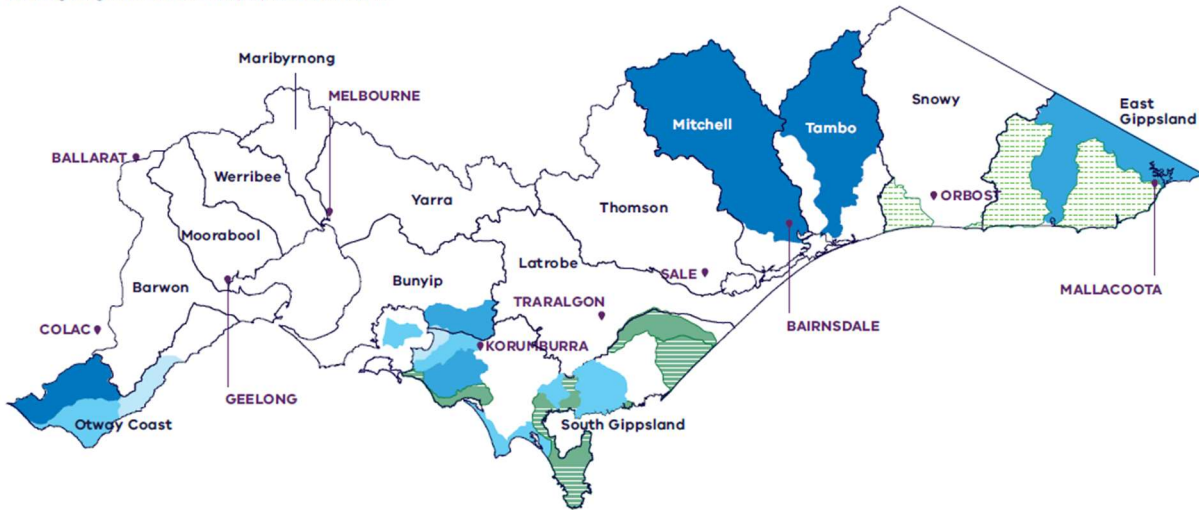 Maribyrnong
MELBOURNE
BALLARAT
Werribee
Yarra
Moorabool
Barwon
COLAC
GEELONG
Otway Coast
Bunyip
Latrobe
TRARALGON
KORUMBURRA
South Gippsland
Thomson
SALE
Mitchell
Tambo
BAIRNSDALE
Snowy
ORBOST
East
Gippsland
MALLACOOTA